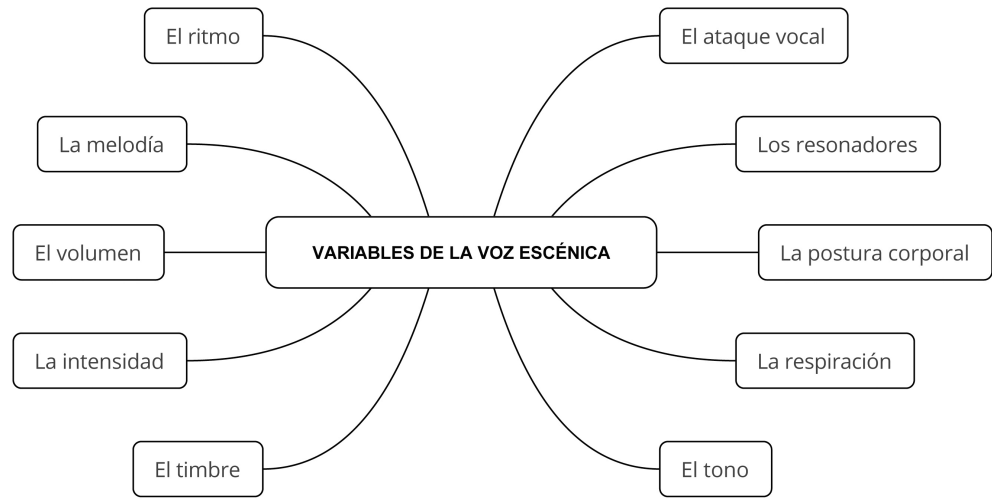 El ritmo
El ataque vocal
La melodía
Los resonadores
El volumen
VARIABLES DE LA VOZ ESCÉNICA
La postura corporal
La intensidad
La respiración
El timbre
El tono